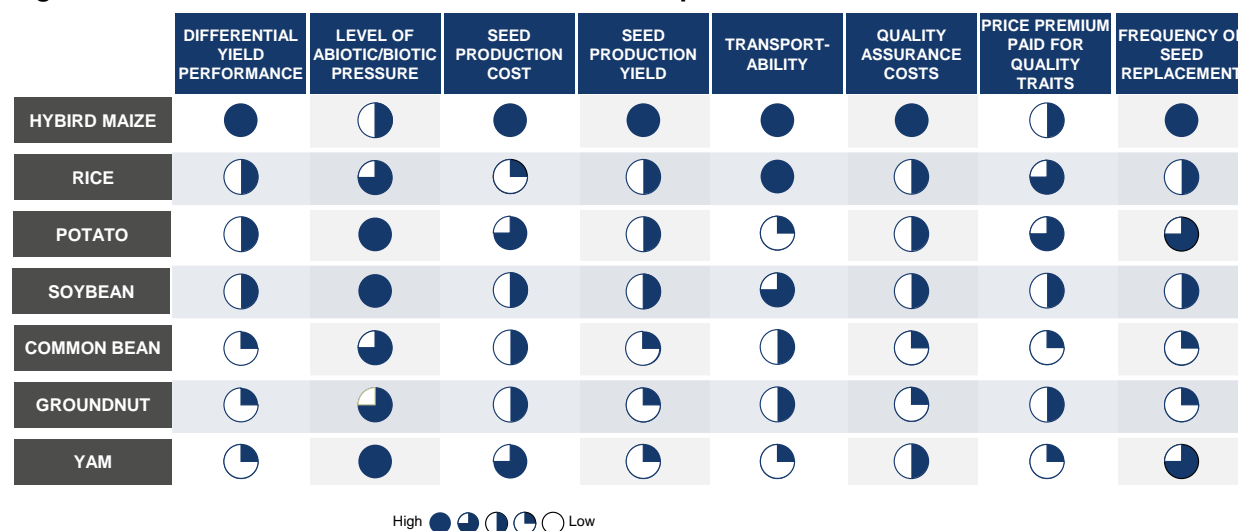 DIFFERENTIAL
YIELD
PERFORMANCE
LEVEL OF
ABIOTIC/BIOTIC
PRESSURE
SEED
PRODUCTION
COST
SEED
PRODUCTION
YIELD
TRANSPORT-
ABILITY
QUALITY
ASSURANCE
COSTS
PRICE PREMIUM
PAID FOR
QUALITY
TRAITS
FREQUENCY
SEED
REPLACEMENT
HYBIRD MAIZE
RICE
POTATO
SOYBEAN
COMMON BEAN
GROUNDNUT
YAM
High
Low